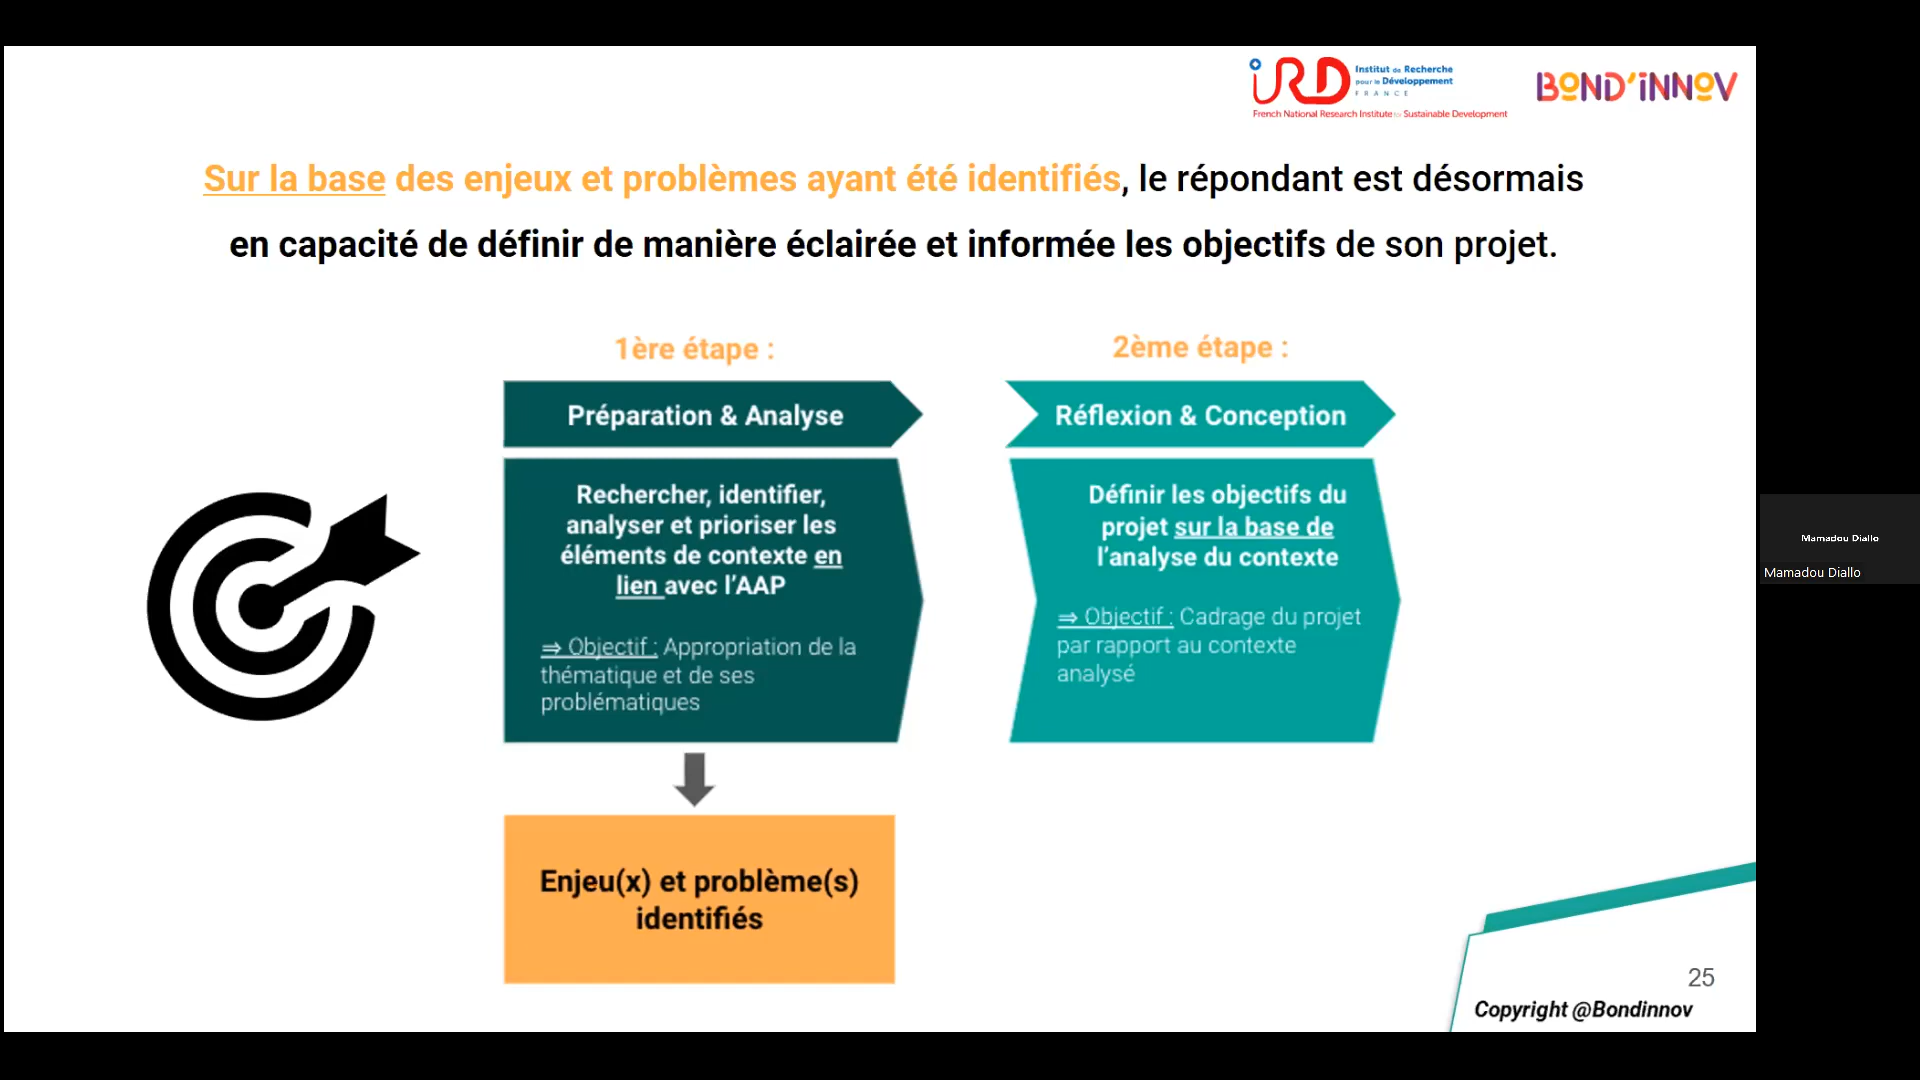 iRD
Institut de Recherche
pour le Développement
FRANCE
French National Research Institute for Sustainable Development
BOND'iNNOV
Sur la base des enjeux et problèmes ayant été identifiés, le répondant est désormais
en capacité de définir de manière éclairée et informée les objectifs de son projet.
1ère étape :
Préparation & Analyse
Rechercher, identifier,
analyser et prioriser les
éléments de contexte en
lien avec l'AAP
⇒ Objectif : Appropriation de la
thématique et de ses
problématiques
Enjeu(x) et problème(s)
identifiés
2ème étape :
Réflexion & Conception
Définir les objectifs du
projet sur la base de
l'analyse du contexte
⇒ Objectif : Cadrage du projet
par rapport au contexte
analysé
Mamadou Diallo
Mamadou Diallo
25
Copyright @Bondinnov